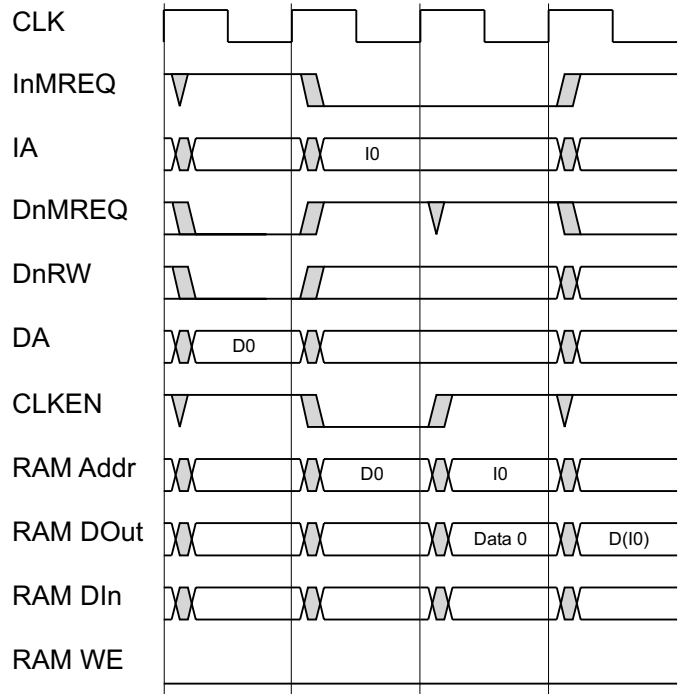 CLK
InMREQ
IA
I0
DnMREQ
DnRW
DA
D0
CLKEN
RAM Addr
D0
I0
RAM DOut
Data 0
D(I0)
RAM DIn
RAM WE